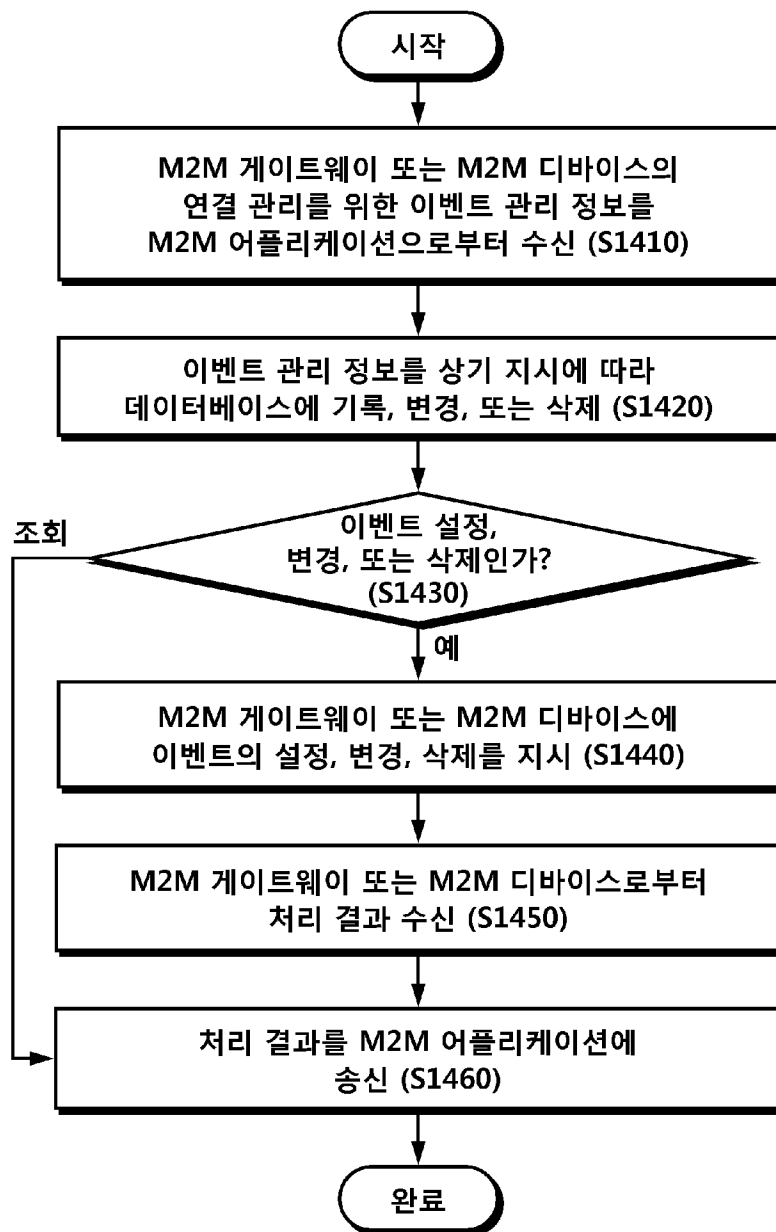 시작
M2M 게이트웨이 또는 M2M 디바이스의
연결 관리를 위한 이벤트 관리 정보를
M2M 어플리케이션으로부터 수신 (S1410)
이벤트 관리 정보를 상기 지시에 따라
데이터베이스에 기록, 변경, 또는 삭제 (S1420)
조회
이벤트 설정,
변경, 또는 삭제인가?
(S1430)
예
M2M 게이트웨이 또는 M2M 디바이스에
이벤트의 설정, 변경, 삭제를 지시 (S1440)
M2M 게이트웨이 또는 M2M 디바이스로부터
처리 결과 수신 (S1450)
처리 결과를 M2M 어플리케이션에
송신 (S1460)
완료